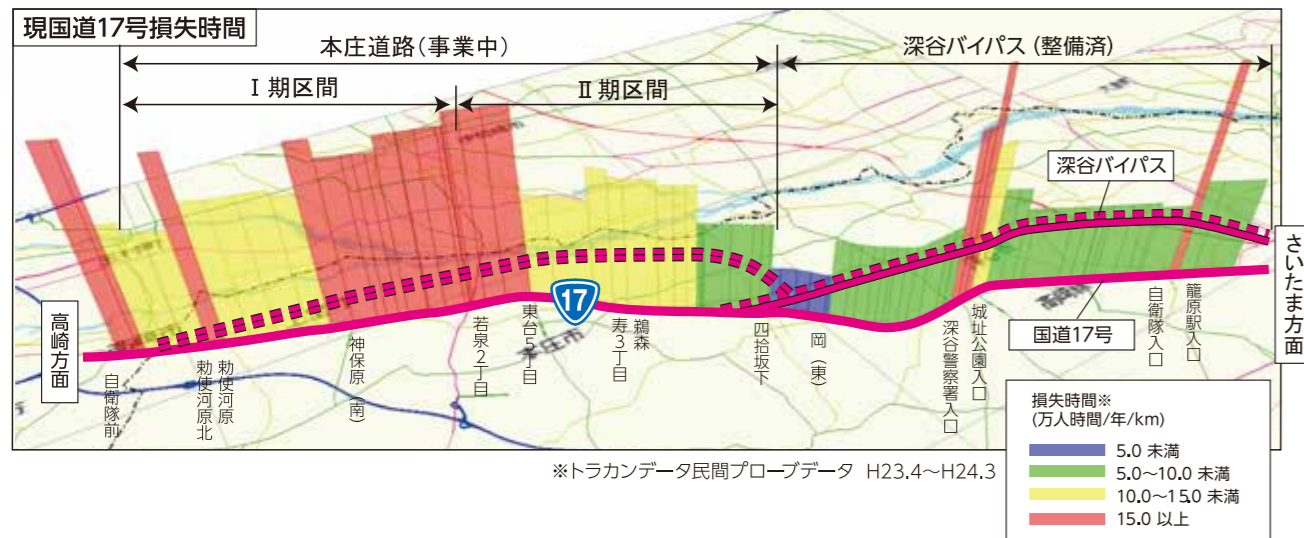 現国道17号損失時間
本庄道路（事業中）
深谷バイパス（整備済）
Ⅰ期区間
Ⅱ期区間
深谷バイパス
高崎方面
さいたま方面
17
国道17号
自衛隊前
勅使河原北
勅使河原
神保原（南）
若泉2丁目
東台5丁目
寿3丁目
鵜森
四拾坂下
岡（東）
深谷警察署入口
城址公園入口
自衛隊入口
籠原駅入口
本庄市
損失時間※
(万人時間/年/km)
5.0 未満
5.0～10.0 未満
10.0～15.0 未満
15.0 以上
※トラカンデータ民間プローブデータ H23.4～H24.3